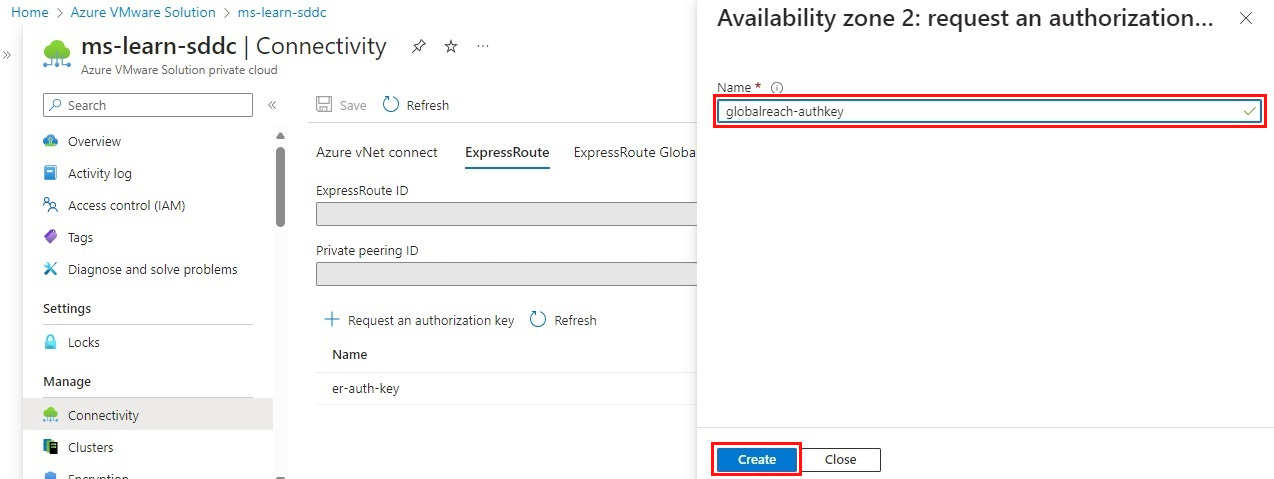 Home > Azure VMware Solution > ms-learn-sddc
ms-learn-sddc | Connectivity
Azure VMware Solution private cloud
Search
Overview
Activity log
Access control (IAM)
Tags
Diagnose and solve problems
Settings
Locks
Manage
Connectivity
Clusters
Encryption
Save
Refresh
Azure vNet connect
ExpressRoute
ExpressRoute Globa
ExpressRoute ID
Private peering ID
Request an authorization key
Refresh
Name
er-auth-key
Availability zone 2: request an authorization...
Name *
globalreach-authkey
Create
Close